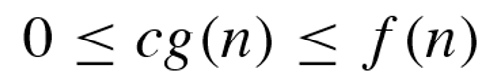 0 ≤ cg(n) ≤ f(n)